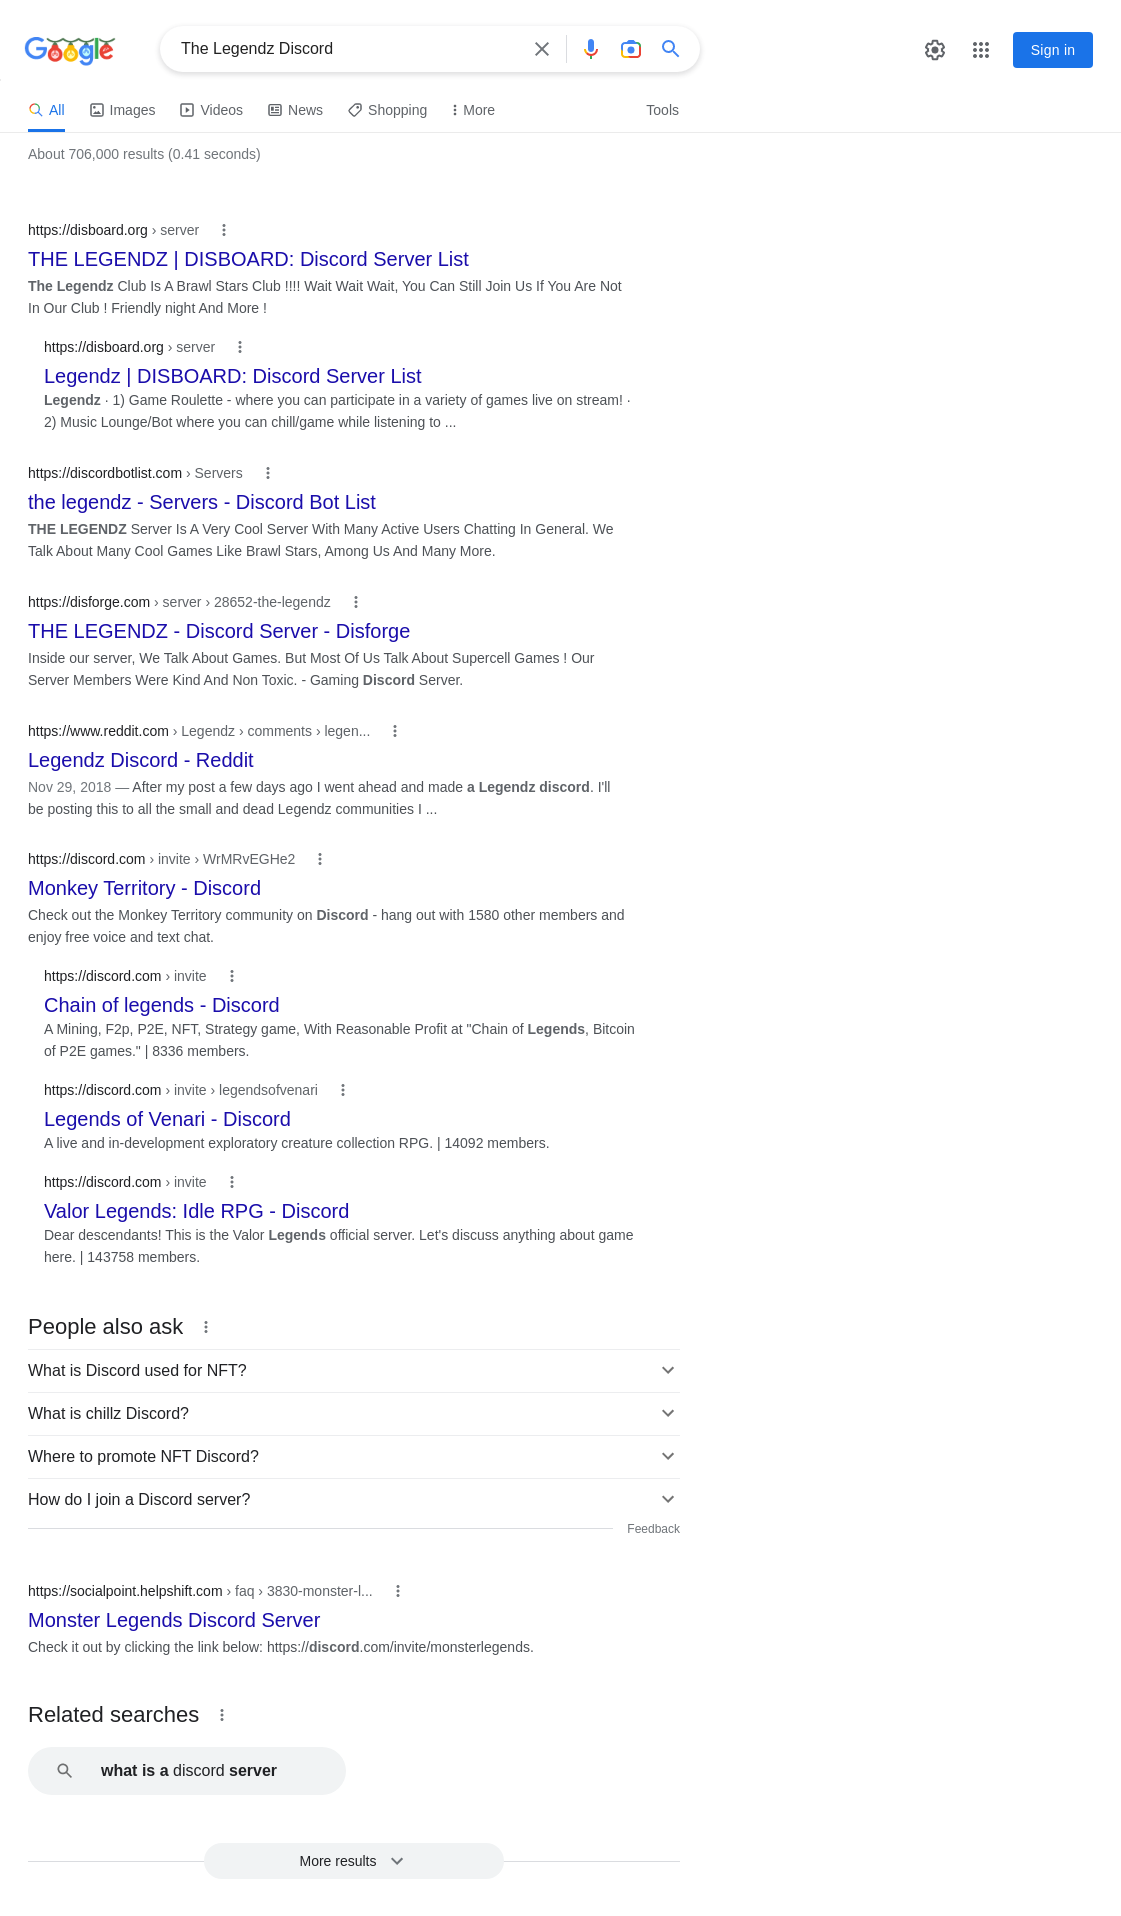 Google
The Legendz Discord
Sign in
All Images Videos News Shopping More Tools
About 706,000 results (0.41 seconds)
https://disboard.org › server
THE LEGENDZ | DISBOARD: Discord Server List
The Legendz Club Is A Brawl Stars Club !!!! Wait Wait Wait, You Can Still Join Us If You Are Not
In Our Club ! Friendly night And More !
https://disboard.org › server
Legendz | DISBOARD: Discord Server List
Legendz · 1) Game Roulette - where you can participate in a variety of games live on stream! ·
2) Music Lounge/Bot where you can chill/game while listening to ...
https://discordbotlist.com › Servers
the legendz - Servers - Discord Bot List
THE LEGENDZ Server Is A Very Cool Server With Many Active Users Chatting In General. We
Talk About Many Cool Games Like Brawl Stars, Among Us And Many More.
https://disforge.com › server › 28652-the-legendz
THE LEGENDZ - Discord Server - Disforge
Inside our server, We Talk About Games. But Most Of Us Talk About Supercell Games ! Our
Server Members Were Kind And Non Toxic. - Gaming Discord Server.
https://www.reddit.com › Legendz › comments › legen...
Legendz Discord - Reddit
Nov 29, 2018 — After my post a few days ago I went ahead and made a Legendz discord. I'll
be posting this to all the small and dead Legendz communities I ...
https://discord.com › invite › WrMRvEGHe2
Monkey Territory - Discord
Check out the Monkey Territory community on Discord - hang out with 1580 other members and
enjoy free voice and text chat.
https://discord.com › invite
Chain of legends - Discord
A Mining, F2p, P2E, NFT, Strategy game, With Reasonable Profit at "Chain of Legends, Bitcoin
of P2E games." | 8336 members.
https://discord.com › invite › legendsofvenari
Legends of Venari - Discord
A live and in-development exploratory creature collection RPG. | 14092 members.
https://discord.com › invite
Valor Legends: Idle RPG - Discord
Dear descendants! This is the Valor Legends official server. Let's discuss anything about game
here. | 143758 members.
People also ask
What is Discord used for NFT?
What is chillz Discord?
Where to promote NFT Discord?
How do I join a Discord server?
Feedback
https://socialpoint.helpshift.com › faq › 3830-monster-l...
Monster Legends Discord Server
Check it out by clicking the link below: https://discord.com/invite/monsterlegends.
Related searches
what is a discord server
More results